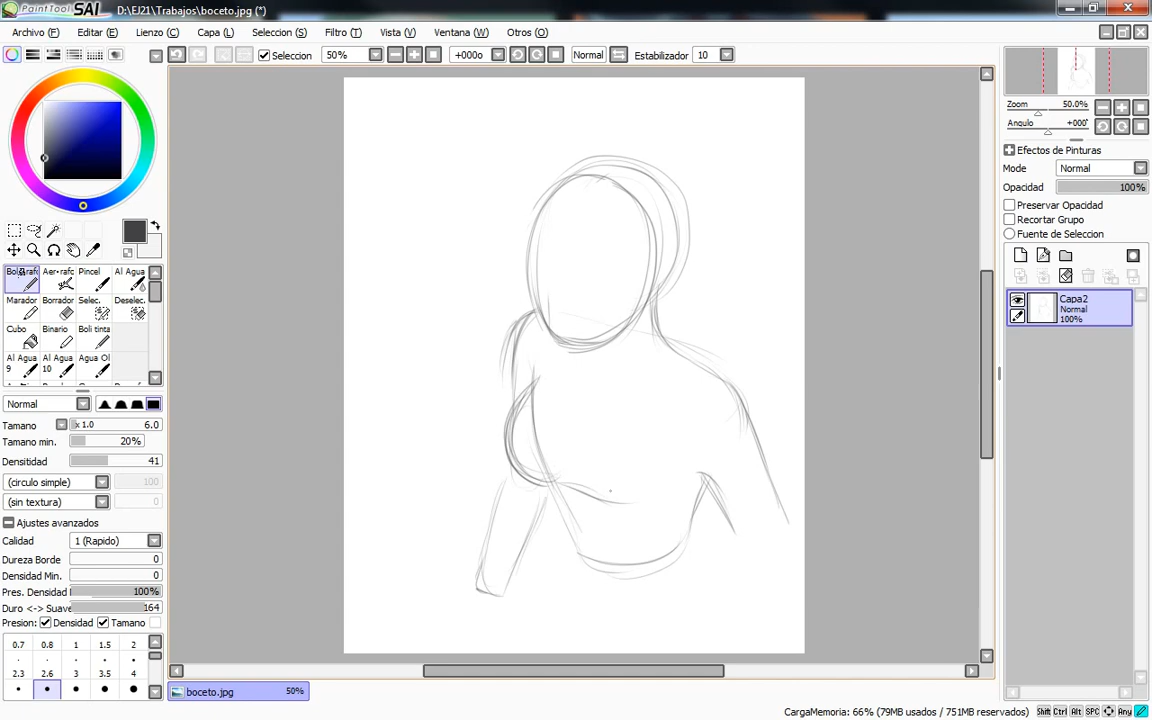 PaintTool SAI D:\EJ21\Trabajos\boceto.jpg (*)
Archivo (F) Editar (E) Lienzo (C) Capa (L) Seleccion (S) Filtro (T) Vista (V) Ventana (W) Otros (O)
Seleccion 50% +000o Normal Estabilizador 10
Zoom 50.0%
Angulo +000°
Efectos de Pinturas
Mode Normal
Opacidad 100%
Preservar Opacidad
Recortar Grupo
Fuente de Seleccion
Capa2
Normal
100%
Aer-rafc Pincel Al Agua
Marador Borrador Selec. Deselec.
Cubo Binario Boli tinta
Al Agua 9 Al Agua 10 Agua Ol
Normal
Tamaño x 1.0 6.0
Tamaño min. 20%
Densitidad 41
(circulo simple) 100
(sin textura) 0
Ajustes avanzados
Calidad 1 (Rapido)
Dureza Borde 0
Densidad Min. 0
Pres. Densidad 100%
Duro <-> Suave 164
Presion: Densidad Tamano
0.7 0.8 1 1.5 2
2.3 2.6 3 3.5 4
boceto.jpg 50%
CargaMemoria: 66% (79MB usados / 751MB reservados) Shift Ctrl Alt SPC Any